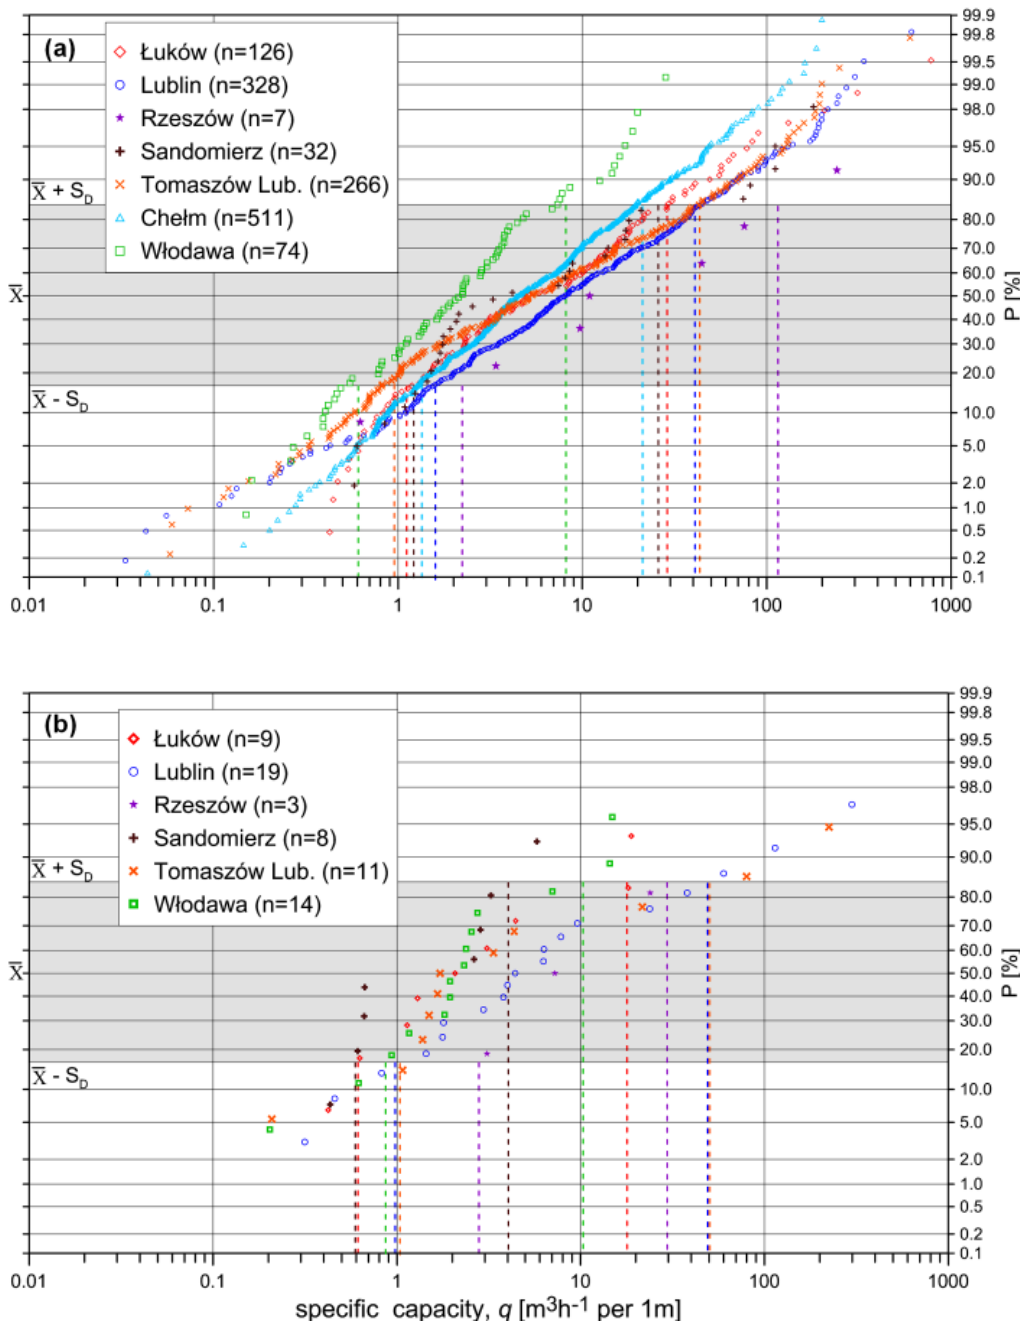 (a)
Łuków (n=126)
Lublin (n=328)
Rzeszów (n=7)
Sandomierz (n=32)
Tomaszów Lub. (n=266)
Chełm (n=511)
Włodawa (n=74)
X̅ + S_D
X̅
X̅ - S_D
99.9
99.8
99.5
99.0
98.0
95.0
90.0
80.0
70.0
60.0
50.0
40.0
30.0
20.0
10.0
5.0
2.0
1.0
0.5
0.2
0.1
P [%]
0.01 0.1 1 10 100 1000
(b)
Łuków (n=9)
Lublin (n=19)
Rzeszów (n=3)
Sandomierz (n=8)
Tomaszów Lub. (n=11)
Włodawa (n=14)
X̅ + S_D
X̅
X̅ - S_D
99.9
99.8
99.5
99.0
98.0
95.0
90.0
80.0
70.0
60.0
50.0
40.0
30.0
20.0
10.0
5.0
2.0
1.0
0.5
0.2
0.1
P [%]
0.01 0.1 1 10 100 1000
specific capacity, q [m³h⁻¹ per 1m]